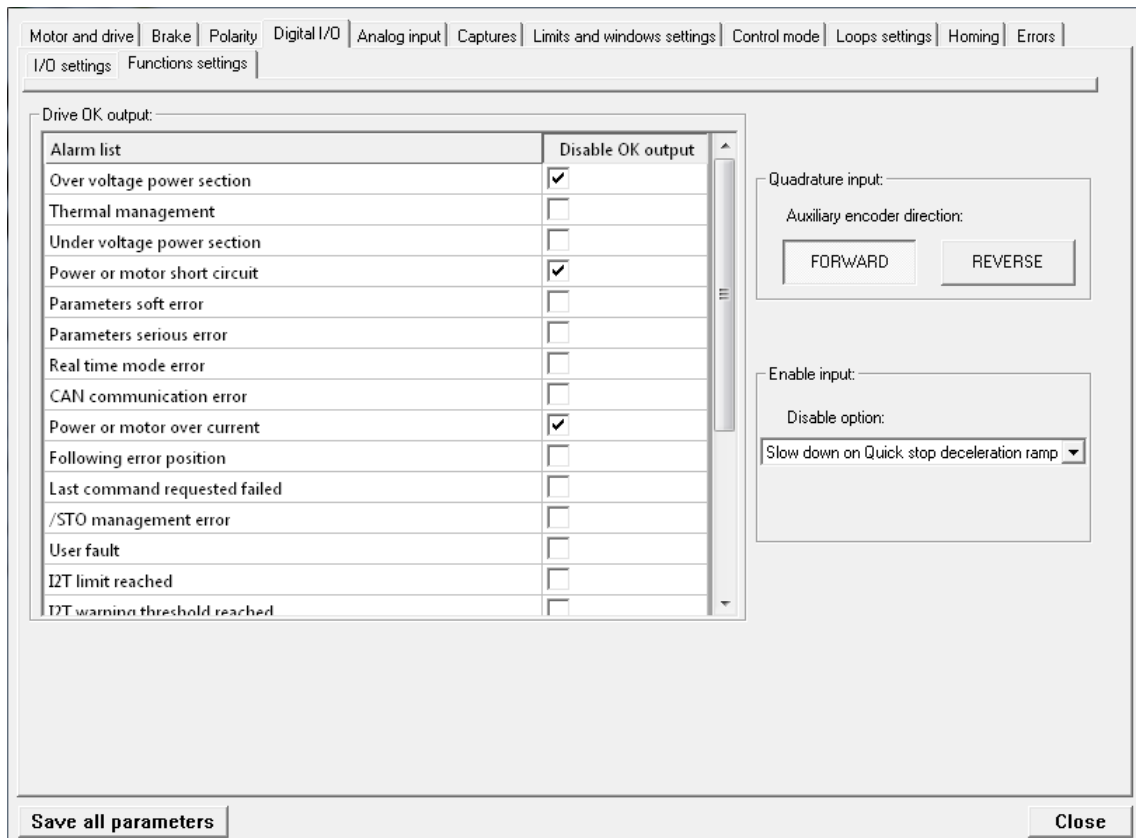 Motor and drive Brake Polarity Digital I/O Analog input Captures Limits and windows settings Control mode Loops settings Homing Errors
I/O settings Functions settings
Drive OK output:
Alarm list Disable OK output
Over voltage power section
Thermal management
Under voltage power section
Power or motor short circuit
Parameters soft error
Parameters serious error
Real time mode error
CAN communication error
Power or motor over current
Following error position
Last command requested failed
/STO management error
User fault
I2T limit reached
I2T warning threshold reached
Quadrature input:
Auxiliary encoder direction:
FORWARD REVERSE
Enable input:
Disable option:
Slow down on Quick stop deceleration ramp
Save all parameters Close